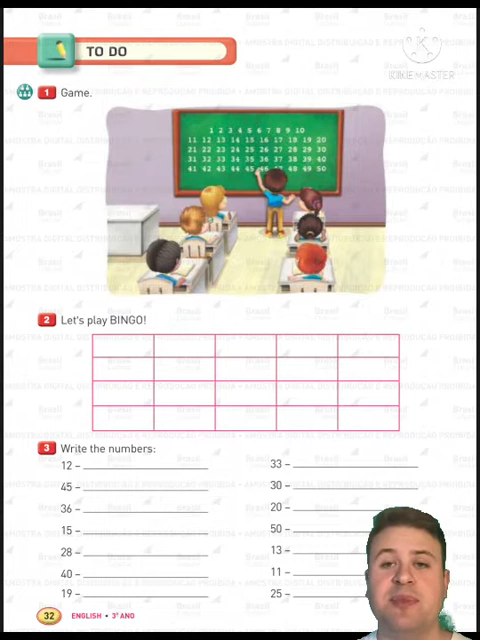 TO DO
KINEMASTER
1 Game.
1 2 3 4 5 6 7 8 9 10
11 12 13 14 15 16 17 18 19 20
21 22 23 24 25 26 27 28 29 30
31 32 33 34 35 36 37 38 39 40
41 42 43 44 45 46 48 49 50
2 Let's play BINGO!
3 Write the numbers:
12 –
45 –
36 –
15 –
28 –
40 –
19 –
33 –
30 –
20 –
50 –
13 –
11 –
25 –
32 ENGLISH • 3º ANO